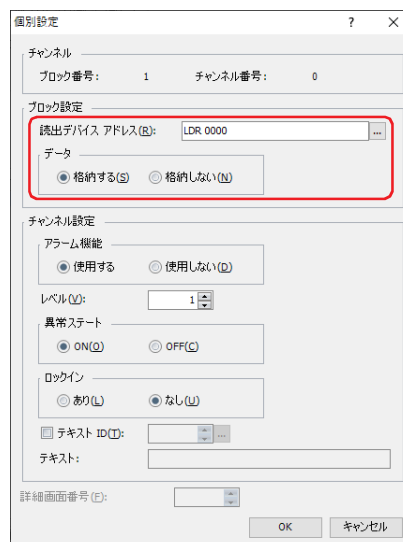 個別設定 ? ×
チャンネル
ブロック番号: 1 チャンネル番号: 0
ブロック設定
読出デバイス アドレス(R): LDR 0000 ...
データ
格納する(S) 格納しない(N)
チャンネル設定
アラーム機能
使用する 使用しない(D)
レベル(V): 1
異常ステート
ON(O) OFF(C)
ロックイン
あり(L) なし(U)
テキスト ID(T): ...
テキスト:
詳細画面番号(F):
OK キャンセル